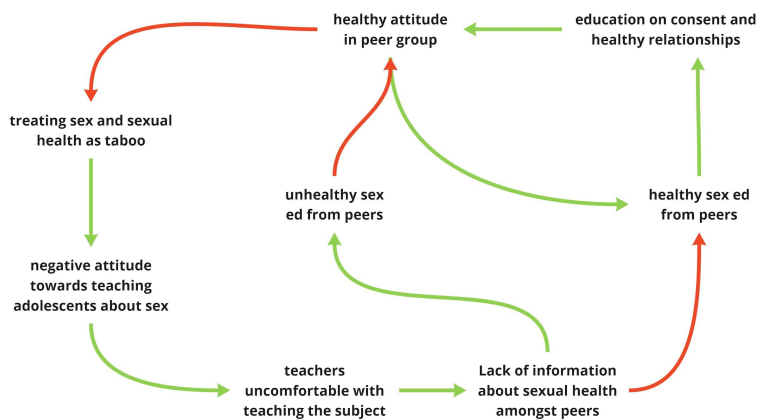 healthy attitude
in peer group
education on consent and
healthy relationships
treating sex and sexual
health as taboo
unhealthy sex
ed from peers
healthy sex ed
from peers
negative attitude
towards teaching
adolescents about sex
teachers
uncomfortable with
teaching the subject
Lack of information
about sexual health
amongst peers